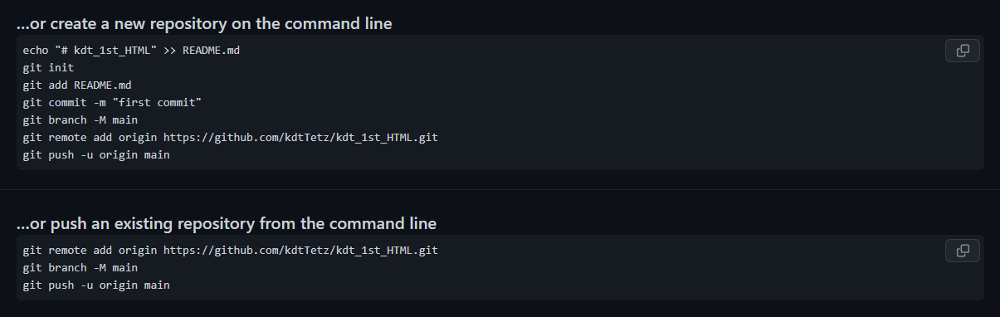 ...or create a new repository on the command line
echo "# kdt_1st_HTML" >> README.md
git init
git add README.md
git commit -m "first commit"
git branch -M main
git remote add origin https://github.com/kdtTetz/kdt_1st_HTML.git
git push -u origin main
...or push an existing repository from the command line
git remote add origin https://github.com/kdtTetz/kdt_1st_HTML.git
git branch -M main
git push -u origin main